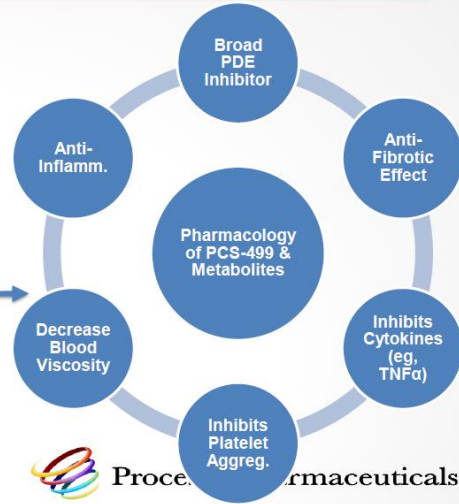 Broad
PDE
Inhibitor
Anti-
Inflamm.
Anti-
Fibrotic
Effect
Pharmacology
of PCS-499 &
Metabolites
Decrease
Blood
Viscosity
Inhibits
Cytokines
(eg,
TNFα)
Inhibits
Platelet
Aggreg.